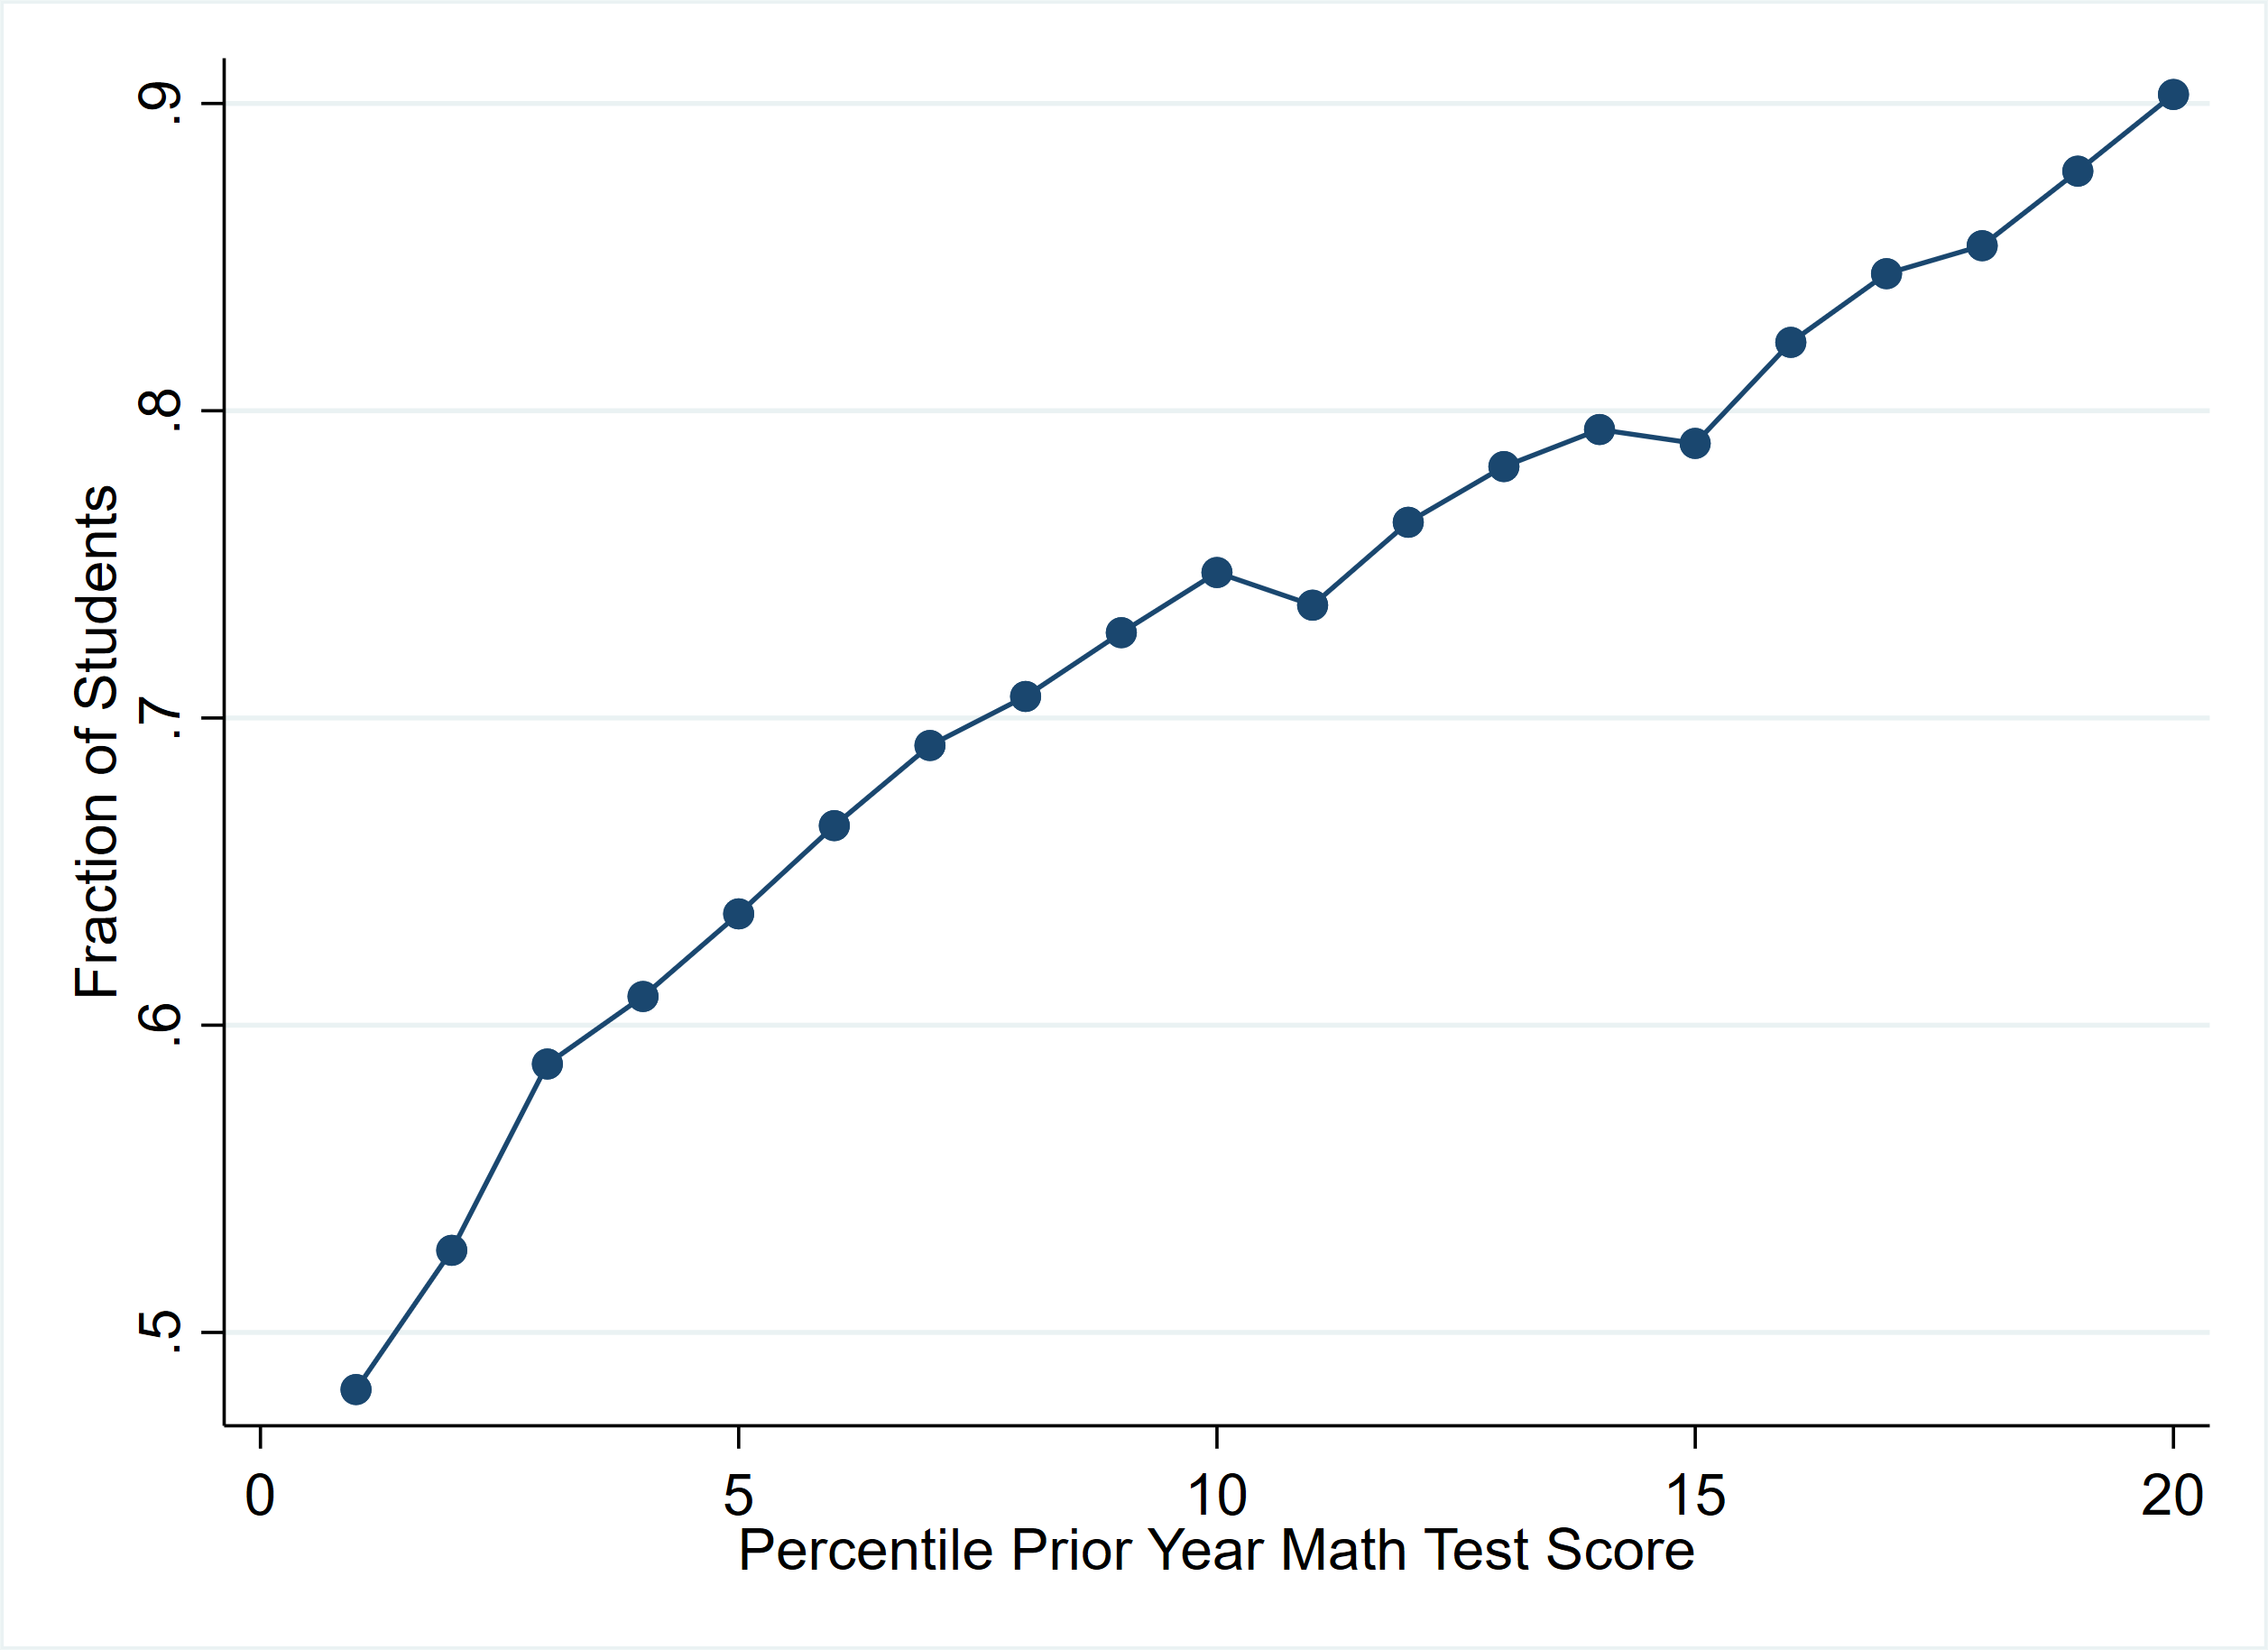 Fraction of Students
.9
.8
.7
.6
.5
0 5 10 15 20
Percentile Prior Year Math Test Score